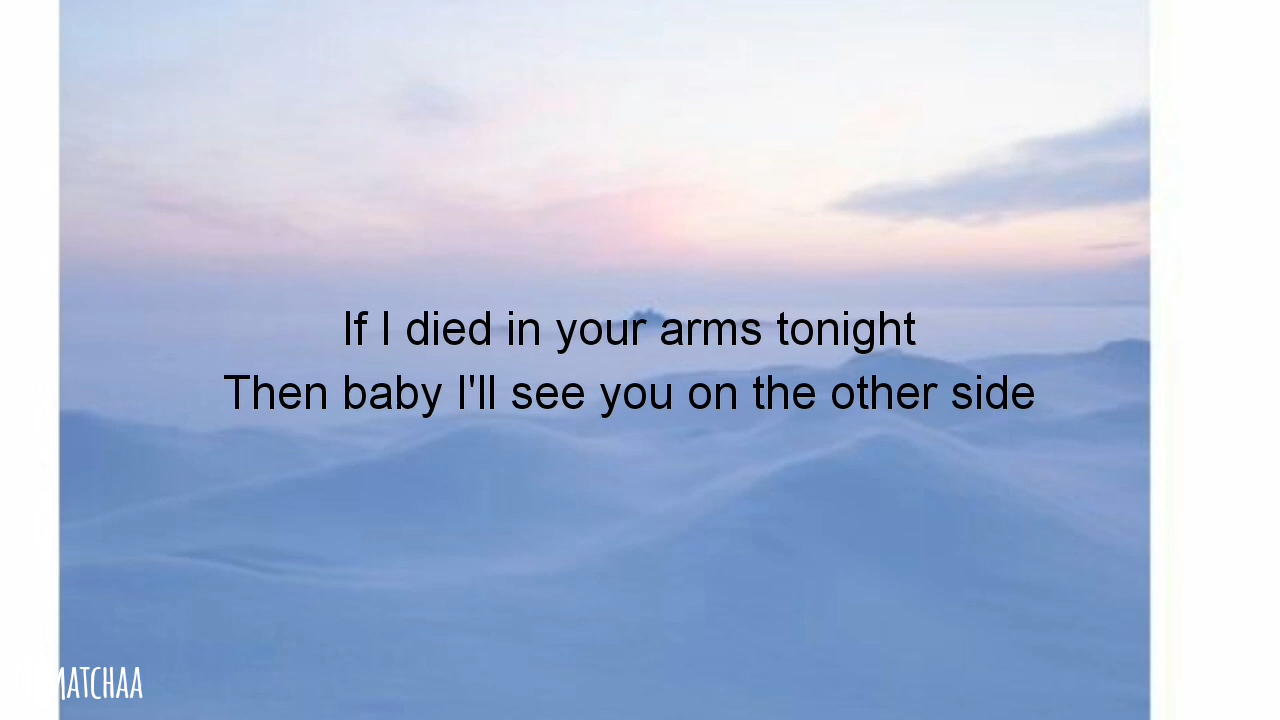 If I died in your arms tonight
Then baby I'll see you on the other side
MATCHAA